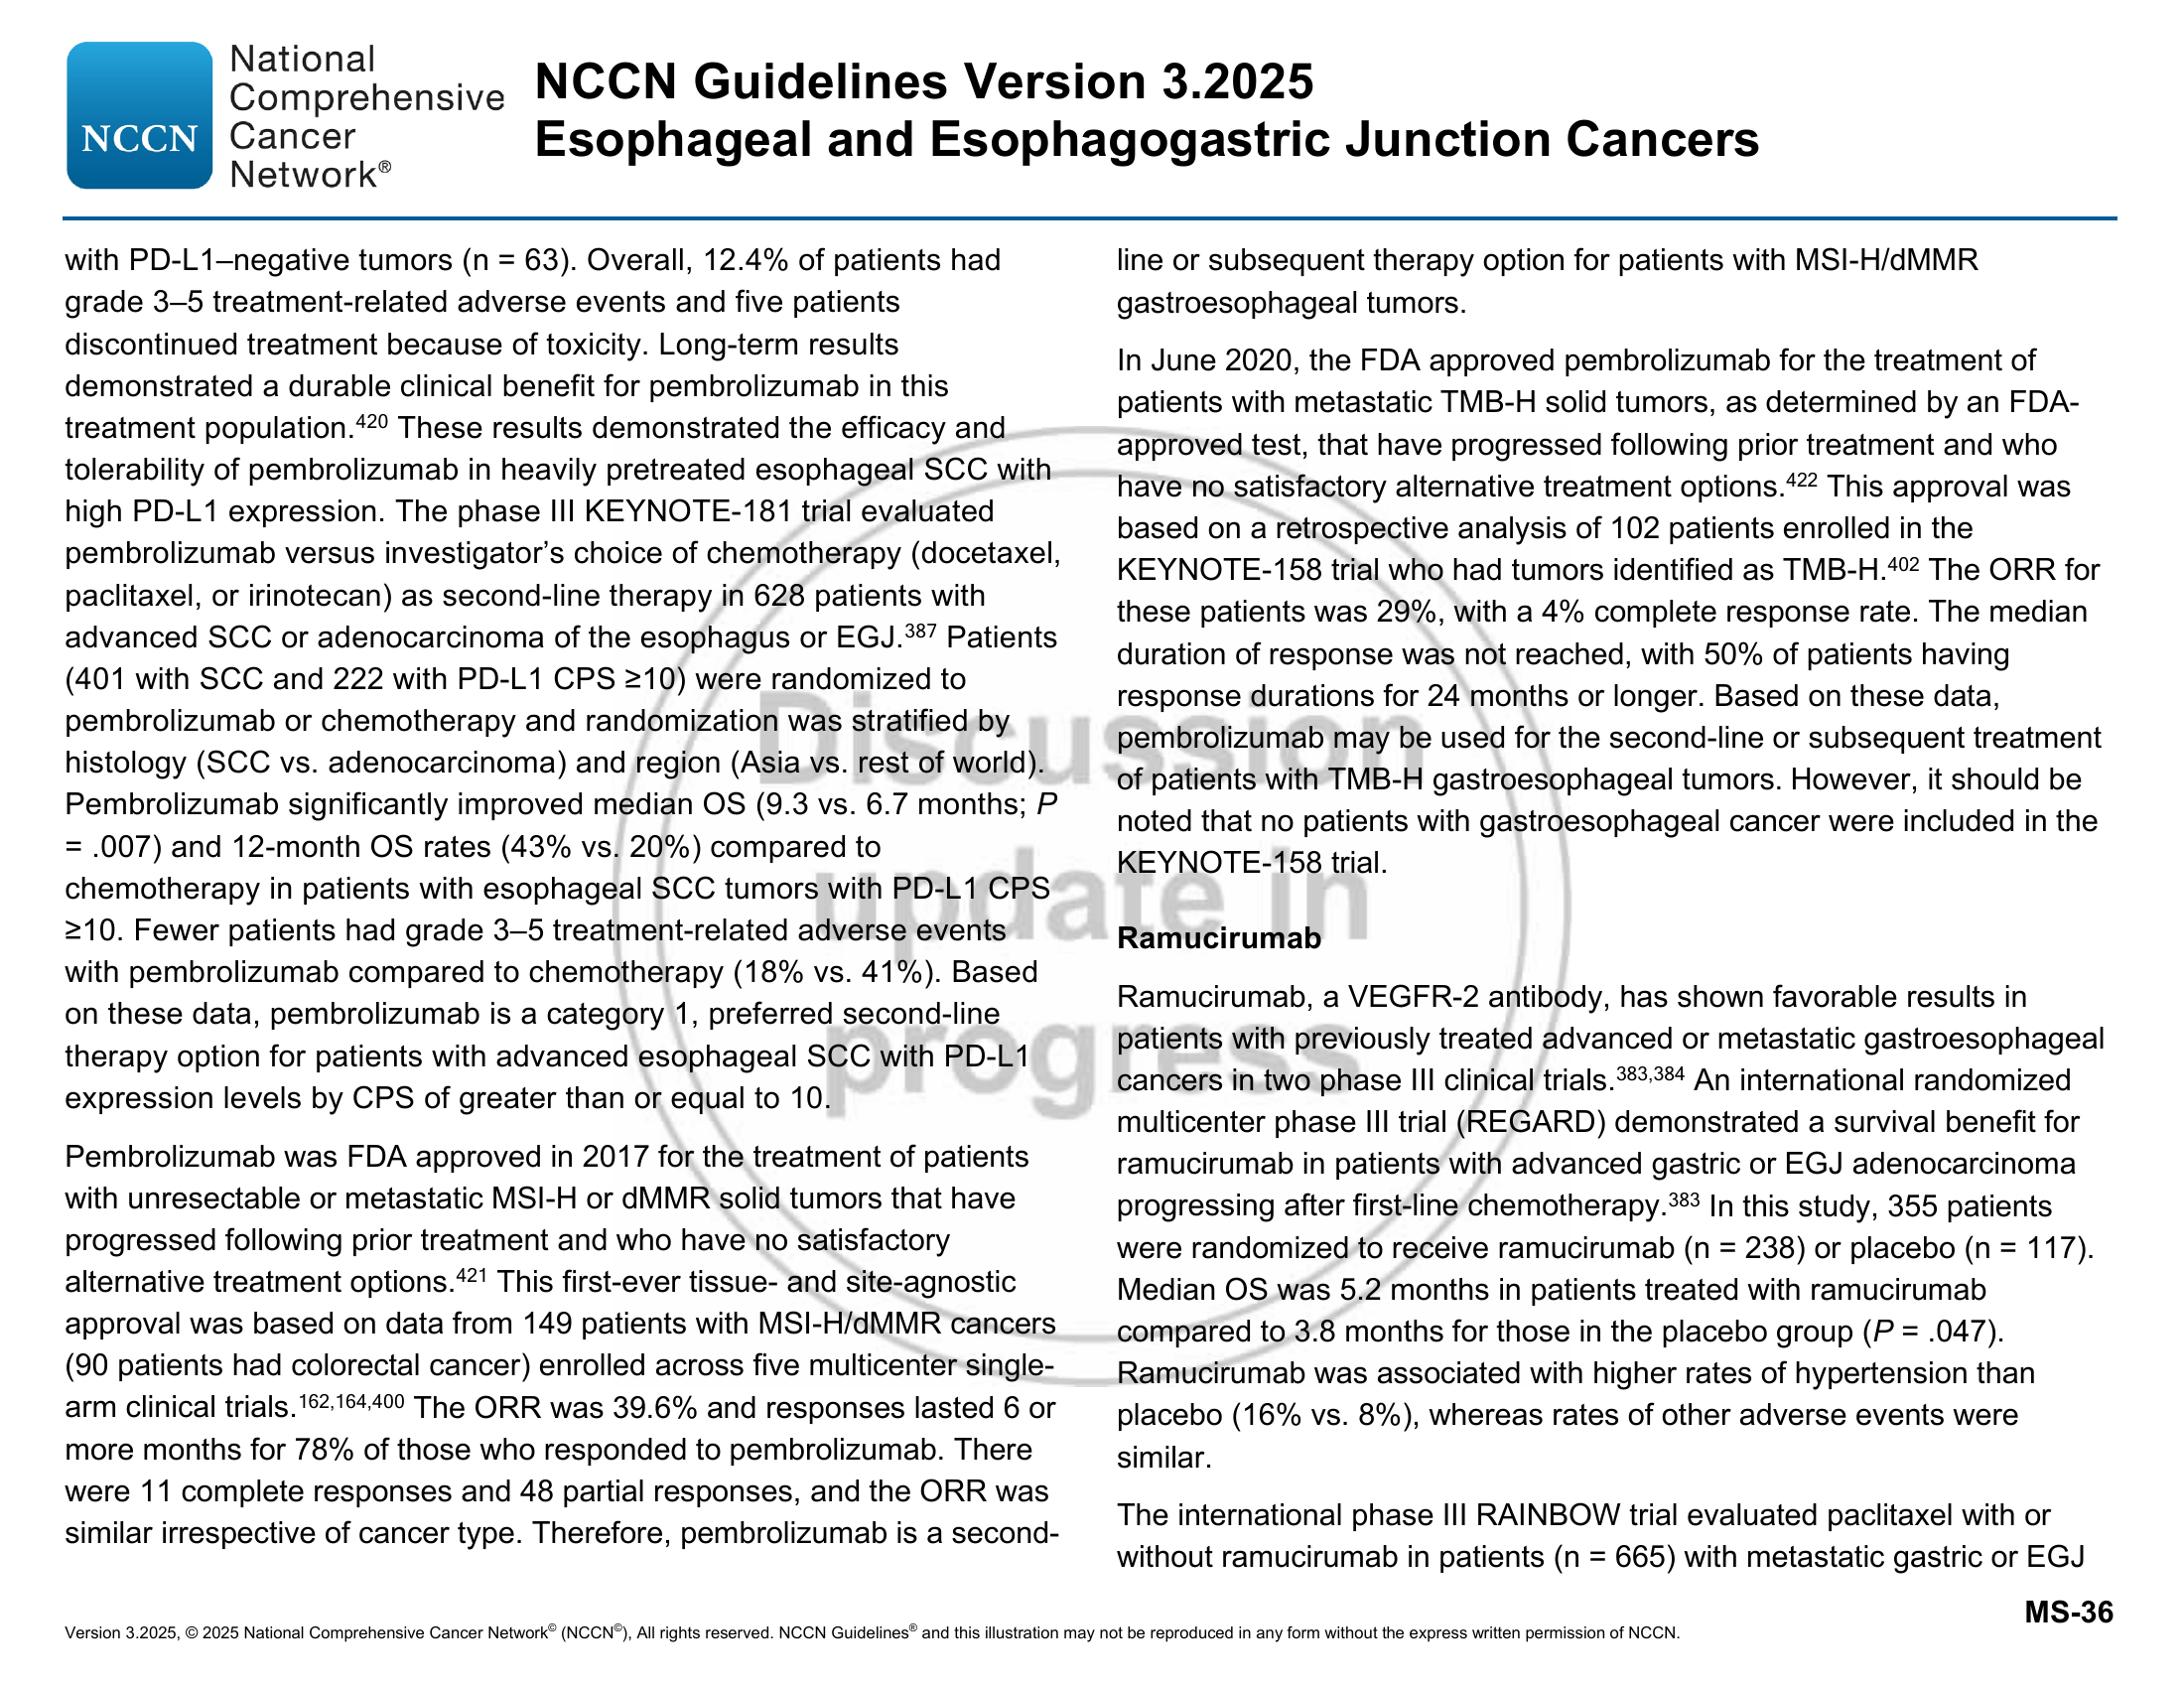 NCCN
National
Comprehensive
Cancer
Network®
NCCN Guidelines Version 3.2025
Esophageal and Esophagogastric Junction Cancers
with PD-L1–negative tumors (n = 63). Overall, 12.4% of patients had
grade 3–5 treatment-related adverse events and five patients
discontinued treatment because of toxicity. Long-term results
demonstrated a durable clinical benefit for pembrolizumab in this
treatment population.420 These results demonstrated the efficacy and
tolerability of pembrolizumab in heavily pretreated esophageal SCC with
high PD-L1 expression. The phase III KEYNOTE-181 trial evaluated
pembrolizumab versus investigator’s choice of chemotherapy (docetaxel,
paclitaxel, or irinotecan) as second-line therapy in 628 patients with
advanced SCC or adenocarcinoma of the esophagus or EGJ.387 Patients
(401 with SCC and 222 with PD-L1 CPS ≥10) were randomized to
pembrolizumab or chemotherapy and randomization was stratified by
histology (SCC vs. adenocarcinoma) and region (Asia vs. rest of world).
Pembrolizumab significantly improved median OS (9.3 vs. 6.7 months; P
= .007) and 12-month OS rates (43% vs. 20%) compared to
chemotherapy in patients with esophageal SCC tumors with PD-L1 CPS
≥10. Fewer patients had grade 3–5 treatment-related adverse events
with pembrolizumab compared to chemotherapy (18% vs. 41%). Based
on these data, pembrolizumab is a category 1, preferred second-line
therapy option for patients with advanced esophageal SCC with PD-L1
expression levels by CPS of greater than or equal to 10.
Pembrolizumab was FDA approved in 2017 for the treatment of patients
with unresectable or metastatic MSI-H or dMMR solid tumors that have
progressed following prior treatment and who have no satisfactory
alternative treatment options.421 This first-ever tissue- and site-agnostic
approval was based on data from 149 patients with MSI-H/dMMR cancers
(90 patients had colorectal cancer) enrolled across five multicenter single-
arm clinical trials.162,164,400 The ORR was 39.6% and responses lasted 6 or
more months for 78% of those who responded to pembrolizumab. There
were 11 complete responses and 48 partial responses, and the ORR was
similar irrespective of cancer type. Therefore, pembrolizumab is a second-
line or subsequent therapy option for patients with MSI-H/dMMR
gastroesophageal tumors.
In June 2020, the FDA approved pembrolizumab for the treatment of
patients with metastatic TMB-H solid tumors, as determined by an FDA-
approved test, that have progressed following prior treatment and who
have no satisfactory alternative treatment options.422 This approval was
based on a retrospective analysis of 102 patients enrolled in the
KEYNOTE-158 trial who had tumors identified as TMB-H.402 The ORR for
these patients was 29%, with a 4% complete response rate. The median
duration of response was not reached, with 50% of patients having
response durations for 24 months or longer. Based on these data,
pembrolizumab may be used for the second-line or subsequent treatment
of patients with TMB-H gastroesophageal tumors. However, it should be
noted that no patients with gastroesophageal cancer were included in the
KEYNOTE-158 trial.
Ramucirumab
Ramucirumab, a VEGFR-2 antibody, has shown favorable results in
patients with previously treated advanced or metastatic gastroesophageal
cancers in two phase III clinical trials.383,384 An international randomized
multicenter phase III trial (REGARD) demonstrated a survival benefit for
ramucirumab in patients with advanced gastric or EGJ adenocarcinoma
progressing after first-line chemotherapy.383 In this study, 355 patients
were randomized to receive ramucirumab (n = 238) or placebo (n = 117).
Median OS was 5.2 months in patients treated with ramucirumab
compared to 3.8 months for those in the placebo group (P = .047).
Ramucirumab was associated with higher rates of hypertension than
placebo (16% vs. 8%), whereas rates of other adverse events were
similar.
The international phase III RAINBOW trial evaluated paclitaxel with or
without ramucirumab in patients (n = 665) with metastatic gastric or EGJ
Discussion
update in
progress
MS-36
Version 3.2025, © 2025 National Comprehensive Cancer Network© (NCCN©), All rights reserved. NCCN Guidelines® and this illustration may not be reproduced in any form without the express written permission of NCCN.